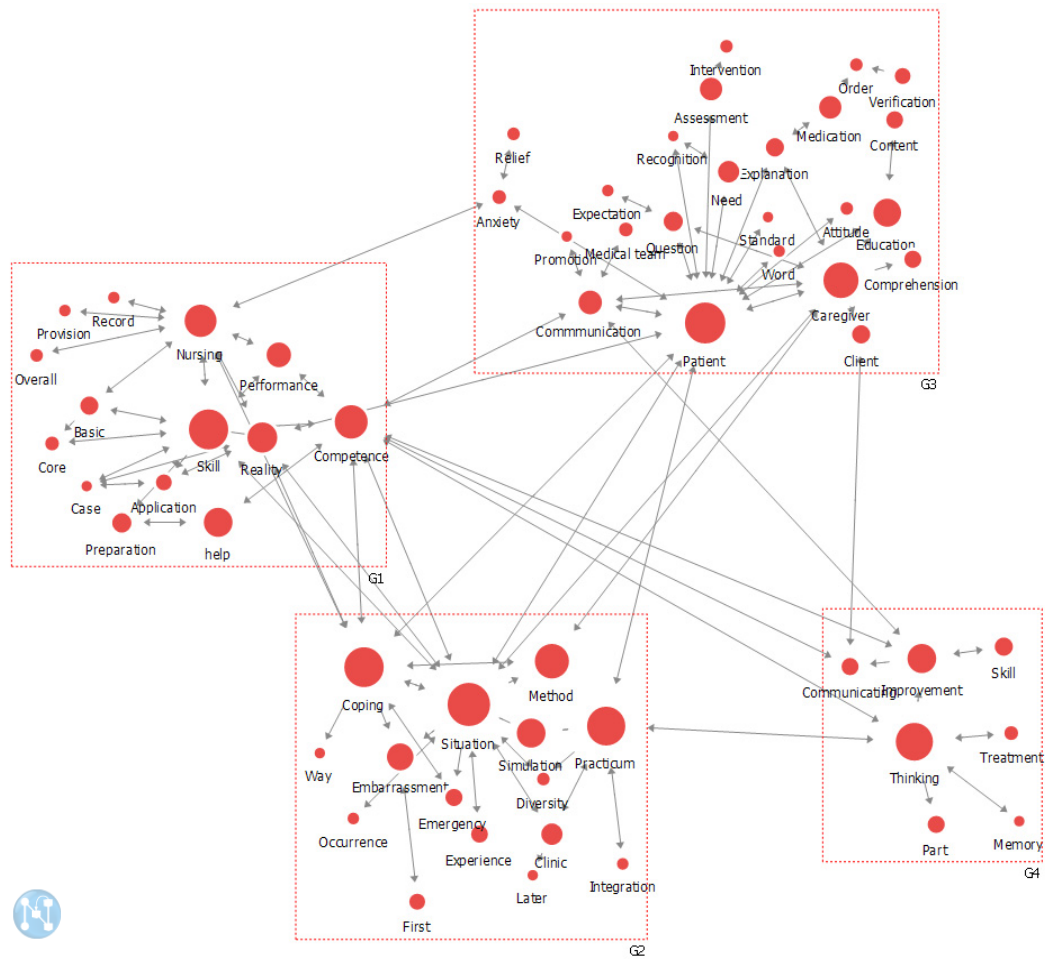 Intervention
Order
Assessment
Verification
Medication
Content
Relief
Recognition
Explanation
Need
Anxiety
Expectation
Attitude
Education
Question
Standard
Medical team
Promotion
Word
Comprehension
Commmunication
Caregiver
Patient
Client
G3
Record
Provision
Nursing
Overall
Performance
Basic
Core
Skill
Reality
Competence
Case
Application
Preparation
help
G1
Coping
Method
Situation
Simulation
Practicum
Way
Embarrassment
Diversity
Emergency
Occurrence
Experience
Clinic
Integration
Later
First
G2
Skill
Communicating
Improvement
Treatment
Thinking
Part
Memory
G4
N